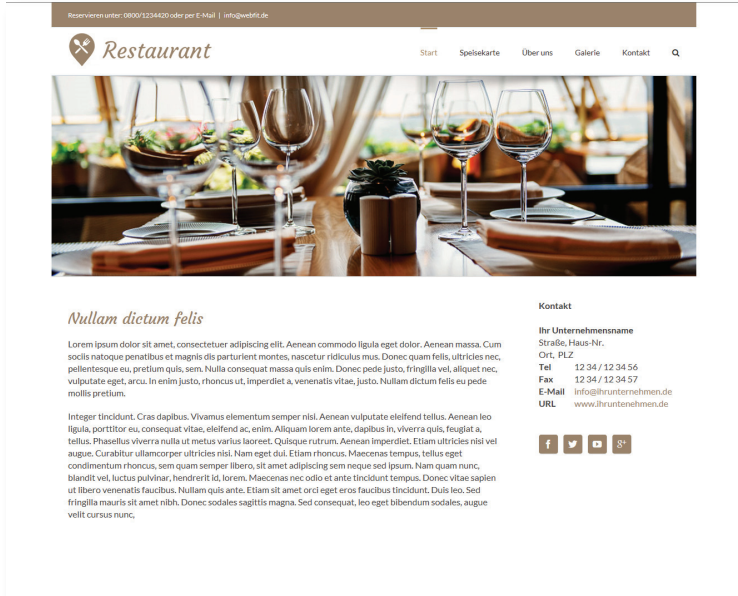 Reservieren unter: 0800/1234420 oder per E-Mail | info@webfit.de
Restaurant
Start Speisekarte Über uns Galerie Kontakt
Nullam dictum felis
Lorem ipsum dolor sit amet, consectetuer adipiscing elit. Aenean commodo ligula eget dolor. Aenean massa. Cum
sociis natoque penatibus et magnis dis parturient montes, nascetur ridiculus mus. Donec quam felis, ultricies nec,
pellentesque eu, pretium quis, sem. Nulla consequat massa quis enim. Donec pede justo, fringilla vel, aliquet nec,
vulputate eget, arcu. In enim justo, rhoncus ut, imperdiet a, venenatis vitae, justo. Nullam dictum felis eu pede
mollis pretium.
Integer tincidunt. Cras dapibus. Vivamus elementum semper nisi. Aenean vulputate eleifend tellus. Aenean leo
ligula, porttitor eu, consequat vitae, eleifend ac, enim. Aliquam lorem ante, dapibus in, viverra quis, feugiat a,
tellus. Phasellus viverra nulla ut metus varius laoreet. Quisque rutrum. Aenean imperdiet. Etiam ultricies nisi vel
augue. Curabitur ullamcorper ultricies nisi. Nam eget dui. Etiam rhoncus. Maecenas tempus, tellus eget
condimentum rhoncus, sem quam semper libero, sit amet adipiscing sem neque sed ipsum. Nam quam nunc,
blandit vel, luctus pulvinar, hendrerit id, lorem. Maecenas nec odio et ante tincidunt tempus. Donec vitae sapien
ut libero venenatis faucibus. Nullam quis ante. Etiam sit amet orci eget eros faucibus tincidunt. Duis leo. Sed
fringilla mauris sit amet nibh. Donec sodales sagittis magna. Sed consequat, leo eget bibendum sodales, augue
velit cursus nunc,
Kontakt
Ihr Unternehmensname
Straße, Haus-Nr.
Ort, PLZ
Tel 12 34 / 12 34 56
Fax 12 34 / 12 34 57
E-Mail info@ihrunternehmen.de
URL www.ihruntenehmen.de
f g+